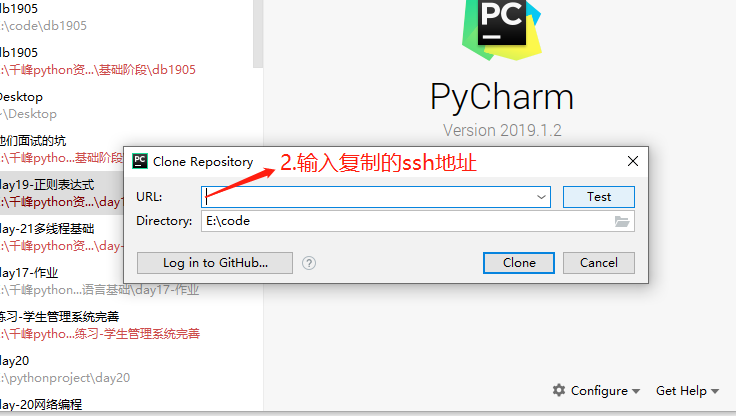 db1905
:\code\db1905
db1905
:\千峰python资...\基础阶段\db1905
Desktop
~\Desktop
他们面试的坑
:\千峰pytho...基础阶段\
day19-正则表达式
:\千峰python资...\day1
day-21多线程基础
:\千峰python资...\day-
day17-作业
:\千峰python...语言基础\day17-作业
练习-学生管理系统完善
:\千峰pytho...练习-学生管理系统完善
day20
:\pythonproject\day20
day-20网络编程
PC
PyCharm
Version 2019.1.2
PC
Clone Repository
2.输入复制的ssh地址
URL:
Test
Directory:
E:\code
Log in to GitHub...
?
Clone
Cancel
Configure
Get Help